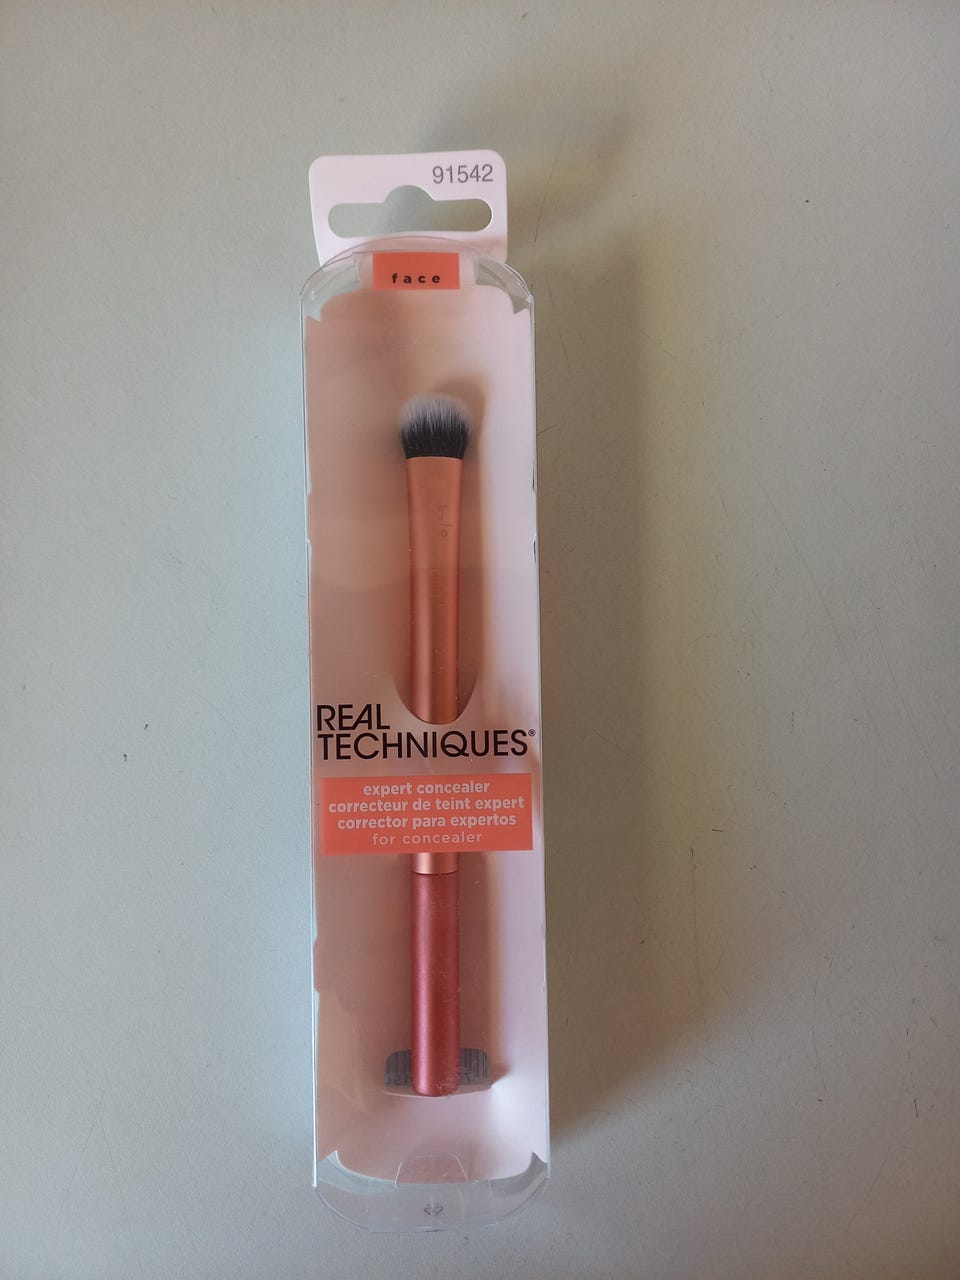 91542
face
REAL
TECHNIQUES®
expert concealer
correcteur de teint expert
corrector para expertos
for concealer